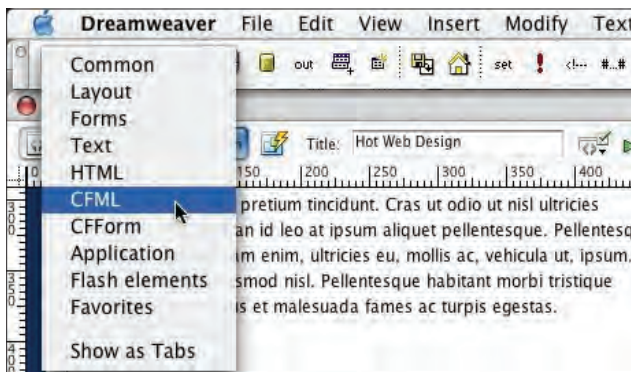 Dreamweaver File Edit View Insert Modify Text
out set ! <!-- #..#
Common
Layout
Forms
Text
HTML
CFML
CFForm
Application
Flash elements
Favorites
Show as Tabs
Title: Hot Web Design
150 200 250 300 350 400
pretium tincidunt. Cras ut odio ut nisl ultricies
an id leo at ipsum aliquet pellentesque. Pellentesq
m enim, ultricies eu, mollis ac, vehicula ut, ipsum.
smod nisl. Pellentesque habitant morbi tristique
s et malesuada fames ac turpis egestas.